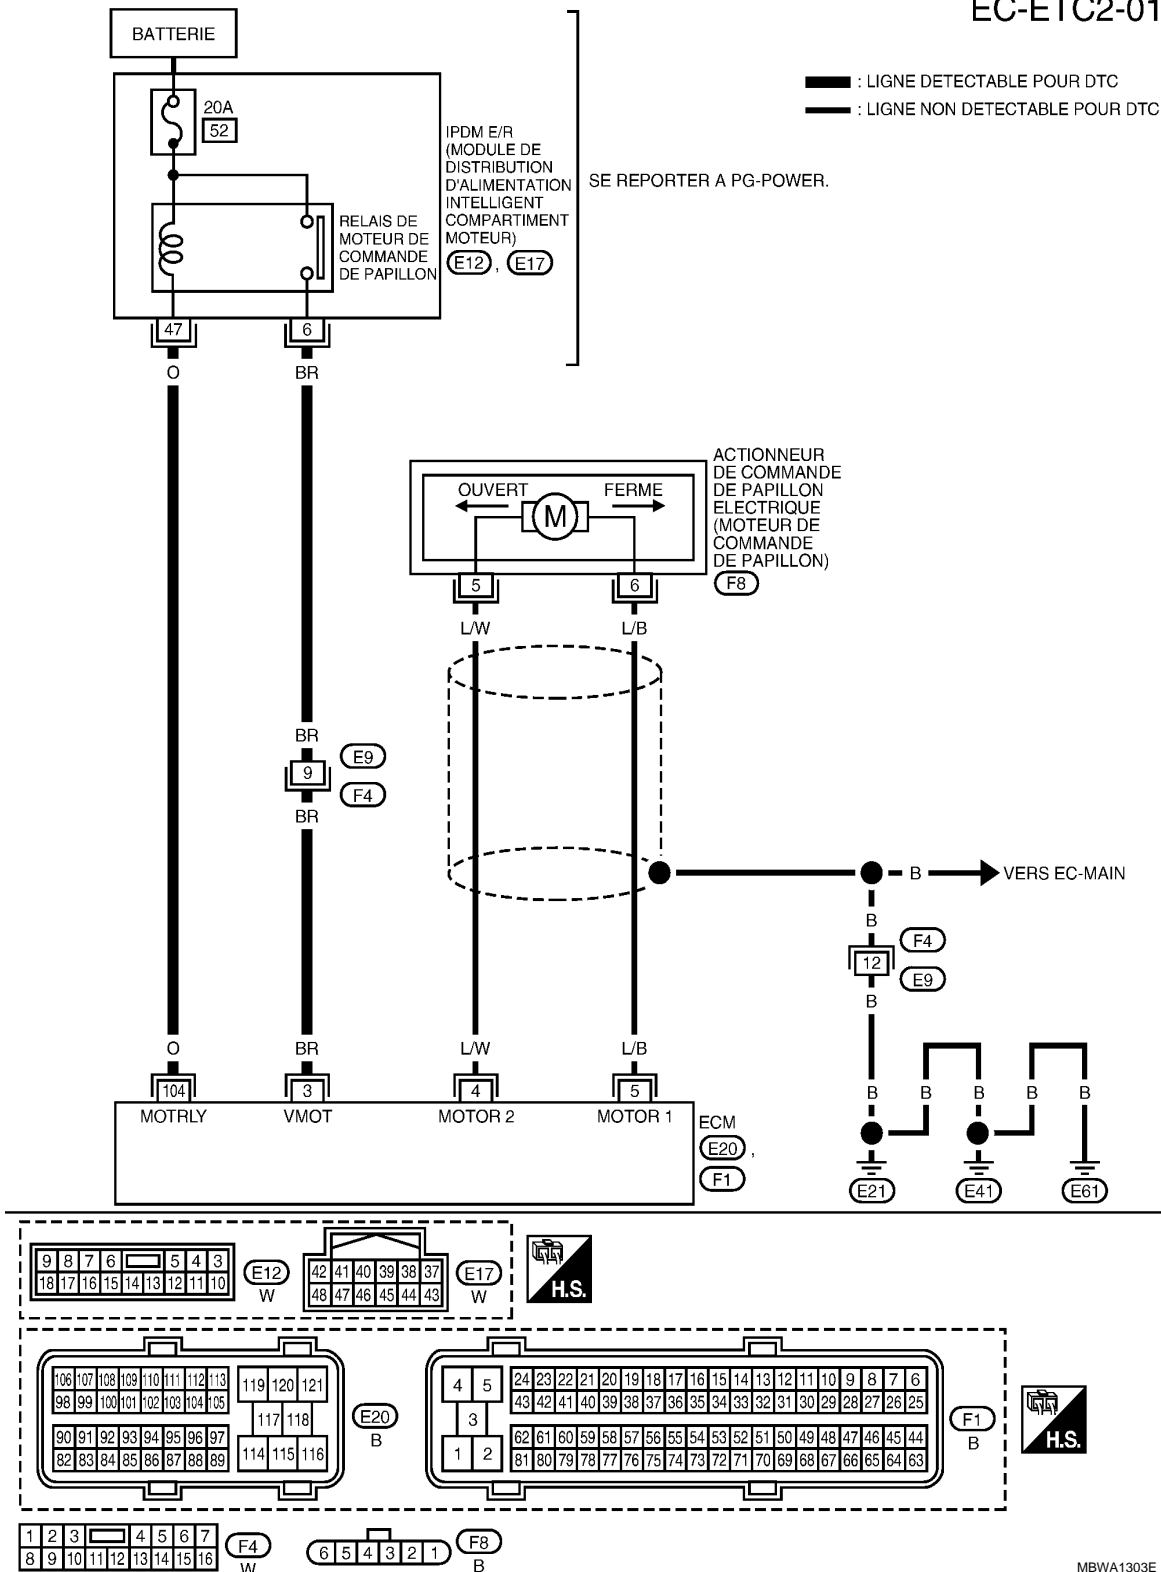 EC-ETC2-01
BATTERIE
: LIGNE DETECTABLE POUR DTC
: LIGNE NON DETECTABLE POUR DTC
20A
52
IPDM E/R
(MODULE DE
DISTRIBUTION
D'ALIMENTATION
INTELLIGENT
COMPARTIMENT
MOTEUR)
E12 , E17
SE REPORTER A PG-POWER.
RELAIS DE
MOTEUR DE
COMMANDE
DE PAPILLON
47 6
O BR
ACTIONNEUR
DE COMMANDE
DE PAPILLON
ELECTRIQUE
(MOTEUR DE
COMMANDE
DE PAPILLON)
F8
OUVERT FERME
M
5 6
L/W L/B
BR
9
E9
F4
BR
B
VERS EC-MAIN
B
12
F4
E9
B
O BR L/W L/B
104 3 4 5
MOTRLY VMOT MOTOR 2 MOTOR 1
ECM
E20 ,
F1
B B B B B
E21 E41 E61
9 8 7 6 5 4 3
18 17 16 15 14 13 12 11 10
E12
W
42 41 40 39 38 37
48 47 46 45 44 43
E17
W
H.S.
106 107 108 109 110 111 112 113
98 99 100 101 102 103 104 105
90 91 92 93 94 95 96 97
82 83 84 85 86 87 88 89
119 120 121
117 118
114 115 116
E20
B
4 5
3
1 2
24 23 22 21 20 19 18 17 16 15 14 13 12 11 10 9 8 7 6
43 42 41 40 39 38 37 36 35 34 33 32 31 30 29 28 27 26 25
62 61 60 59 58 57 56 55 54 53 52 51 50 49 48 47 46 45 44
81 80 79 78 77 76 75 74 73 72 71 70 69 68 67 66 65 64 63
F1
B
H.S.
1 2 3 4 5 6 7
8 9 10 11 12 13 14 15 16
F4
W
6 5 4 3 2 1
F8
B
MBWA1303E